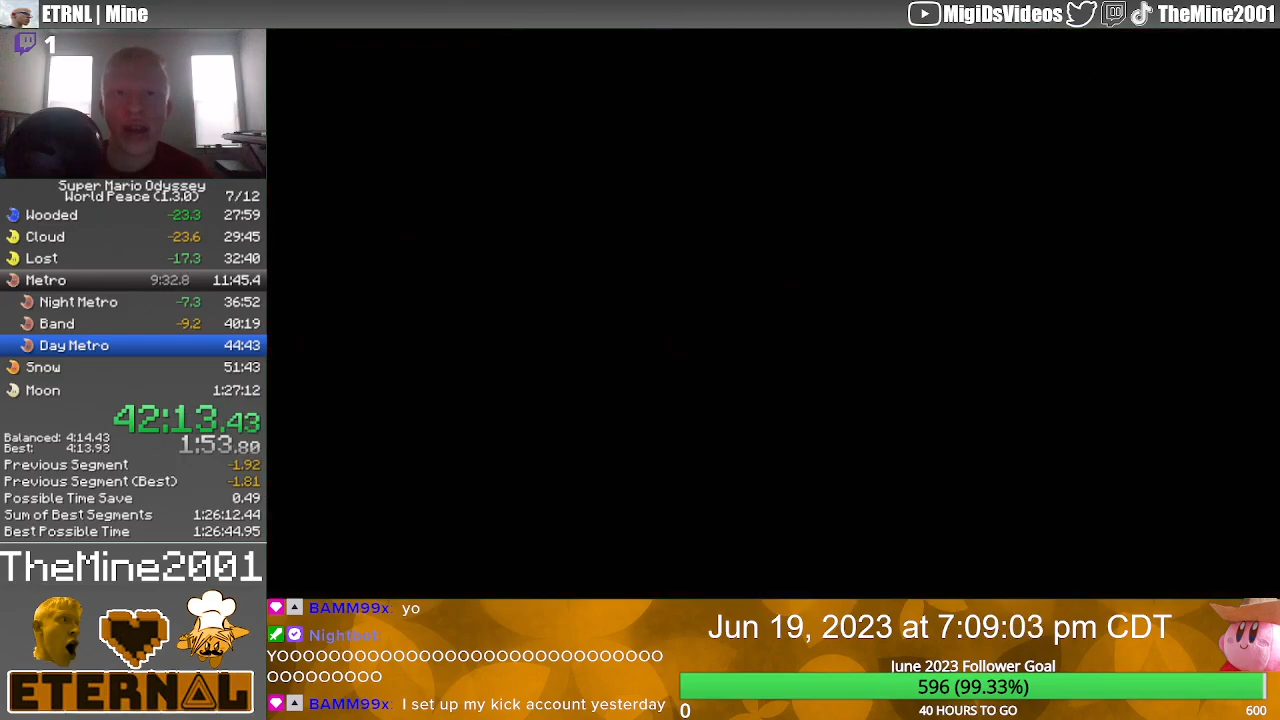 ETRNL | Mine
MigiDsVideos TheMine2001
1
Super Mario Odyssey
World Peace (1.3.0) 7/12
Wooded -23.3 27:59
Cloud -23.6 29:45
Lost -17.3 32:40
Metro 9:32.8 11:45.4
Night Metro -7.3 36:52
Band -9.2 40:19
Day Metro 44:43
Snow 51:43
Moon 1:27:12
42:13.43
Balanced: 4:14.43
Best: 4:13.93
1:53.80
Previous Segment -1.92
Previous Segment (Best) -1.81
Possible Time Save 0.49
Sum of Best Segments 1:26:12.44
Best Possible Time 1:26:44.95
TheMine2001
ETERNAL
BAMM99x: yo
Nightbot:
YOOOOOOOOOOOOOOOOOOOOOOOOOOOOOO
OOOOOOOOO
BAMM99x: I set up my kick account yesterday
Jun 19, 2023 at 7:09:03 pm CDT
June 2023 Follower Goal
596 (99.33%)
0 40 HOURS TO GO 600